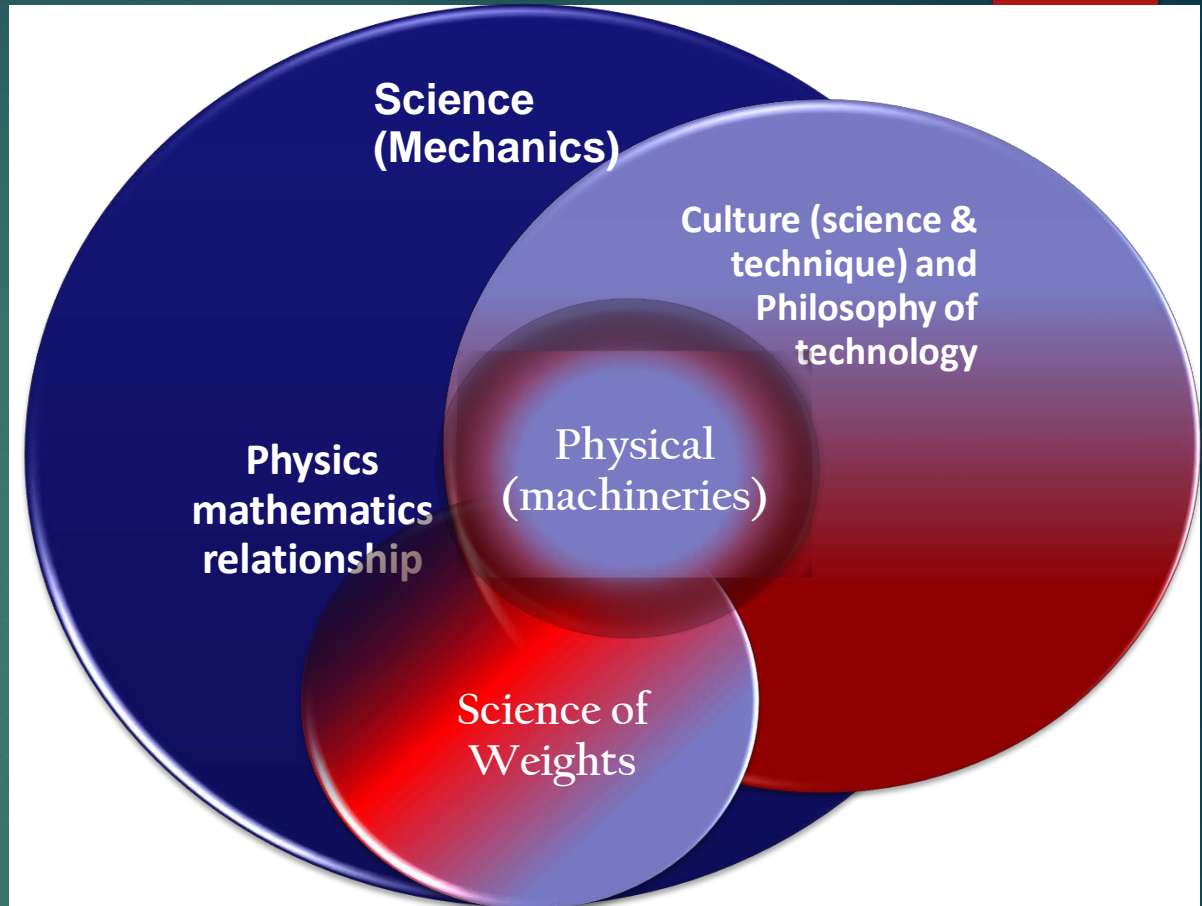 Science
(Mechanics)
Culture (science &
technique) and
Philosophy of
technology
Physics
mathematics
relationship
Physical
(machineries)
Science of
Weights